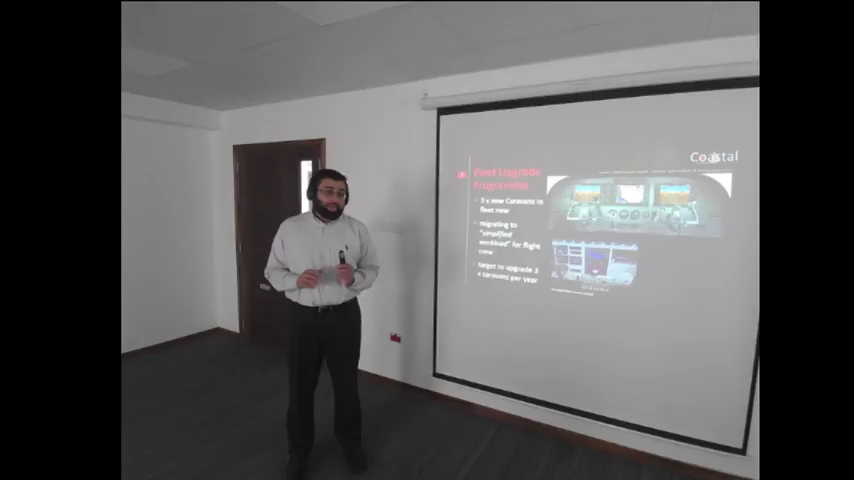 Coastal
Fleet Upgrade
Programme
3 x new Caravans in
fleet now
migrating to
"simplified
workload" for flight
crew
target to upgrade 3
x caravans per year